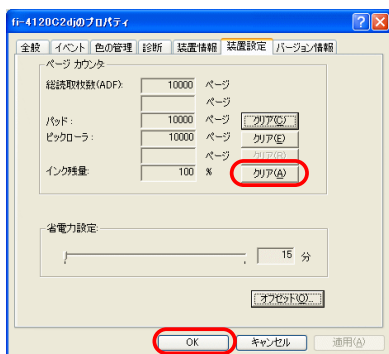 fi-4120C2djのプロパティ
全般 イベント 色の管理 診断 装置情報 装置設定 バージョン情報
ページ カウンタ
総読取枚数(ADF): 10000 ページ
ページ
パッド: 10000 ページ クリア(C)
ピックローラ: 10000 ページ クリア(E)
ページ クリア(R)
インク残量: 100 % クリア(A)
省電力設定:
15 分
オフセット(O)...
OK キャンセル 適用(A)